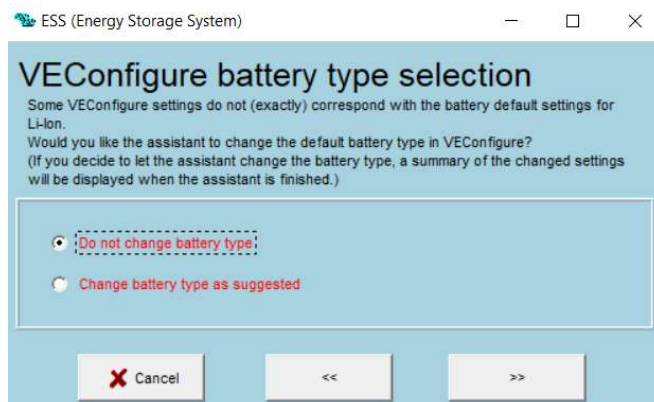 ESS (Energy Storage System)
VEConfigure battery type selection
Some VEConfigure settings do not (exactly) correspond with the battery default settings for
Li-Ion.
Would you like the assistant to change the default battery type in VEConfigure?
(If you decide to let the assistant change the battery type, a summary of the changed settings
will be displayed when the assistant is finished.)
Do not change battery type
Change battery type as suggested
Cancel << >>